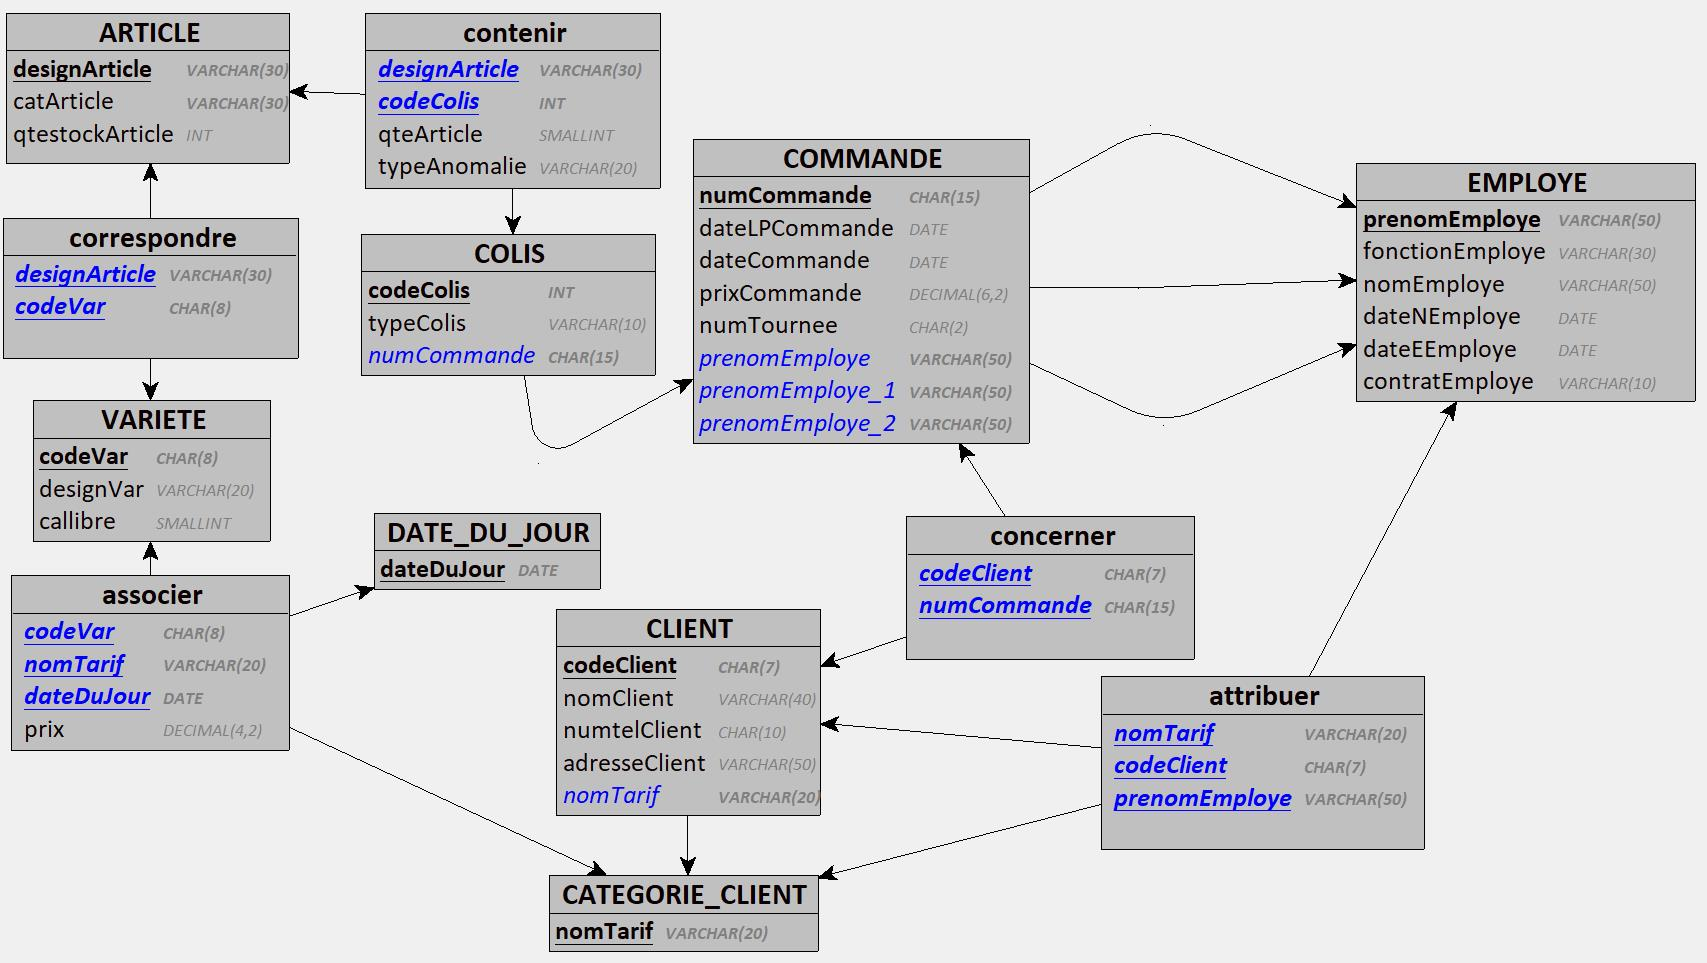 ARTICLE
designArticle VARCHAR(30)
catArticle VARCHAR(30)
qtestockArticle INT
contenir
designArticle VARCHAR(30)
codeColis INT
qteArticle SMALLINT
typeAnomalie VARCHAR(20)
COMMANDE
numCommande CHAR(15)
dateLPCommande DATE
dateCommande DATE
prixCommande DECIMAL(6,2)
numTournee CHAR(2)
prenomEmploye VARCHAR(50)
prenomEmploye_1 VARCHAR(50)
prenomEmploye_2 VARCHAR(50)
EMPLOYE
prenomEmploye VARCHAR(50)
fonctionEmploye VARCHAR(30)
nomEmploye VARCHAR(50)
dateNEmploye DATE
dateEEmploye DATE
contratEmploye VARCHAR(10)
correspondre
designArticle VARCHAR(30)
codeVar CHAR(8)
COLIS
codeColis INT
typeColis VARCHAR(10)
numCommande CHAR(15)
VARIETE
codeVar CHAR(8)
designVar VARCHAR(20)
callibre SMALLINT
DATE_DU_JOUR
dateDuJour DATE
concerner
codeClient CHAR(7)
numCommande CHAR(15)
associer
codeVar CHAR(8)
nomTarif VARCHAR(20)
dateDuJour DATE
prix DECIMAL(4,2)
CLIENT
codeClient CHAR(7)
nomClient VARCHAR(40)
numtelClient CHAR(10)
adresseClient VARCHAR(50)
nomTarif VARCHAR(20)
attribuer
nomTarif VARCHAR(20)
codeClient CHAR(7)
prenomEmploye VARCHAR(50)
CATEGORIE_CLIENT
nomTarif VARCHAR(20)